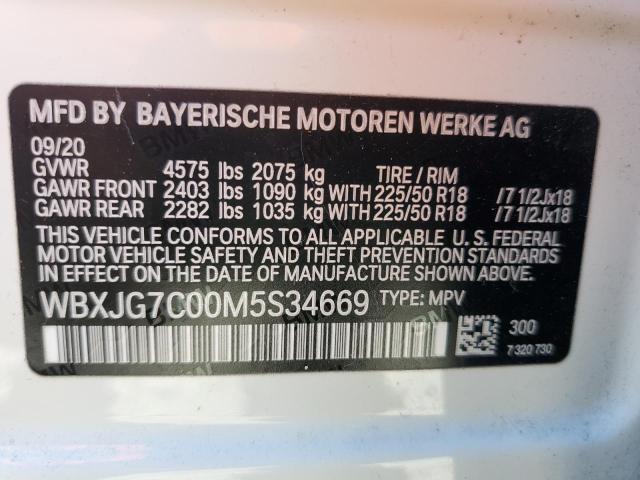 MFD BY BAYERISCHE MOTOREN WERKE AG
09/20
GVWR 4575 lbs 2075 kg TIRE / RIM
GAWR FRONT 2403 lbs 1090 kg WITH 225/50 R18 /7 1/2Jx18
GAWR REAR 2282 lbs 1035 kg WITH 225/50 R18 /7 1/2Jx18
THIS VEHICLE CONFORMS TO ALL APPLICABLE U. S. FEDERAL
MOTOR VEHICLE SAFETY AND THEFT PREVENTION STANDARDS
IN EFFECT ON THE DATE OF MANUFACTURE SHOWN ABOVE.
WBXJG7C00M5S34669 TYPE: MPV
300
7 320 730